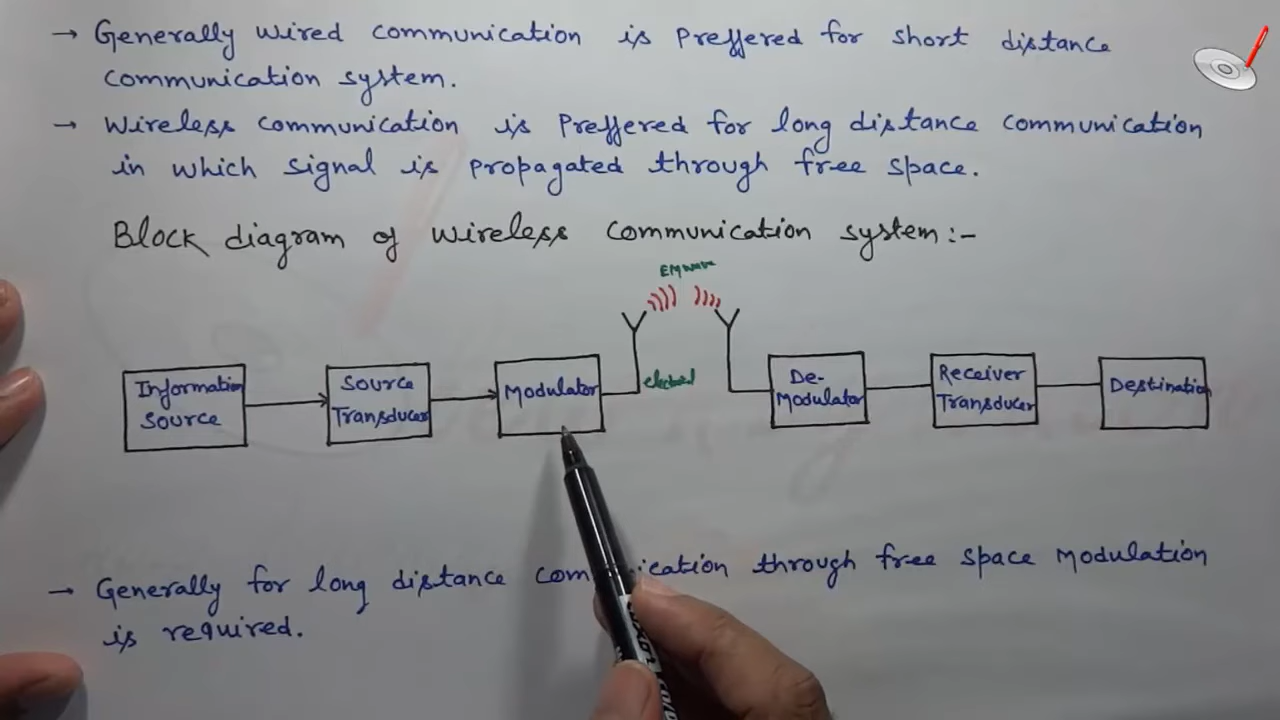 → Generally wired communication is preffered for short distance
communication system.
→ Wireless communication is preffered for long distance communication
in which signal is propagated through free space.
Block diagram of wireless communication system:-
EM wave
Information
Source
Source
Transducer
Modulator
De-
Modulator
Receiver
Transducer
Destination
→ Generally for long distance communication through free space modulation
is required.